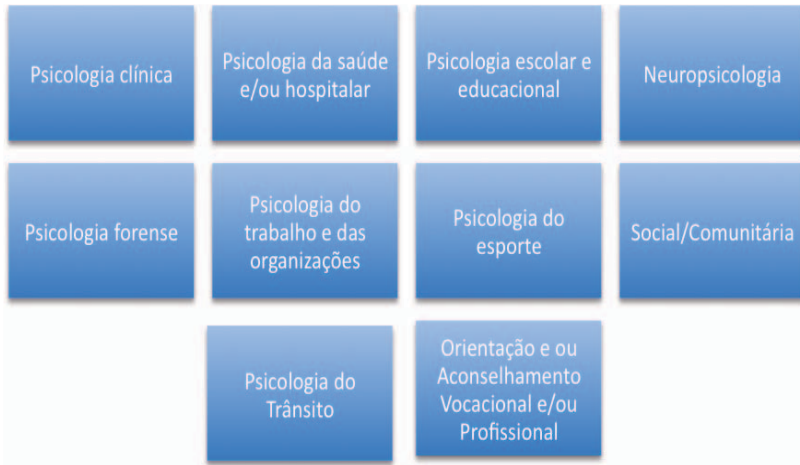 Psicologia clínica
Psicologia da saúde
e/ou hospitalar
Psicologia escolar e
educacional
Neuropsicologia
Psicologia forense
Psicologia do
trabalho e das
organizações
Psicologia do
esporte
Social/Comunitária
Psicologia do
Trânsito
Orientação e ou
Aconselhamento
Vocacional e/ou
Profissional